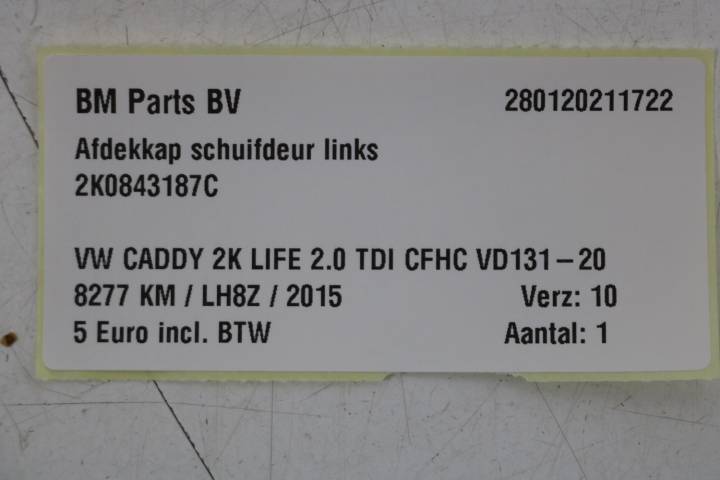 BM Parts BV 280120211722
Afdekkap schuifdeur links
2K0843187C
VW CADDY 2K LIFE 2.0 TDI CFHC VD131-20
8277 KM / LH8Z / 2015 Verz: 10
5 Euro incl. BTW Aantal: 1